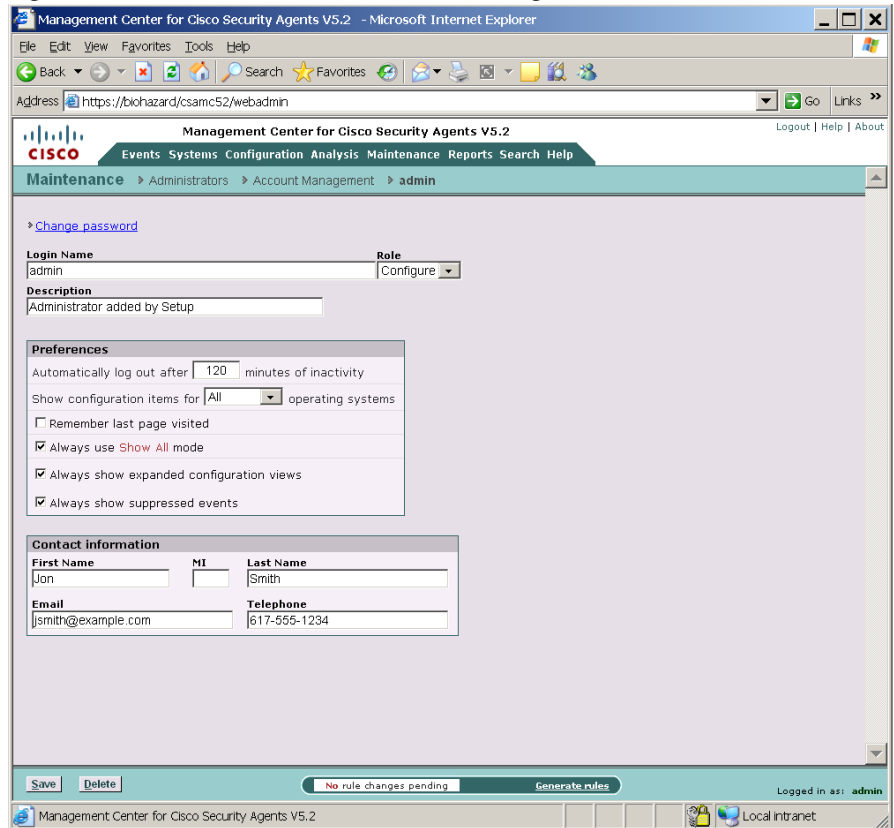 Management Center for Cisco Security Agents V5.2 - Microsoft Internet Explorer
File Edit View Favorites Tools Help
Back Search Favorites
Address https://biohazard/csamc52/webadmin Go Links »
Management Center for Cisco Security Agents V5.2
Logout | Help | About
CISCO
Events Systems Configuration Analysis Maintenance Reports Search Help
Maintenance Administrators Account Management admin
Change password
Login Name Role
admin Configure
Description
Administrator added by Setup
Preferences
Automatically log out after 120 minutes of inactivity
Show configuration items for All operating systems
Remember last page visited
Always use Show All mode
Always show expanded configuration views
Always show suppressed events
Contact information
First Name MI Last Name
Jon Smith
Email Telephone
jsmith@example.com 617-555-1234
Save Delete No rule changes pending Generate rules Logged in as: admin
Management Center for Cisco Security Agents V5.2 Local intranet